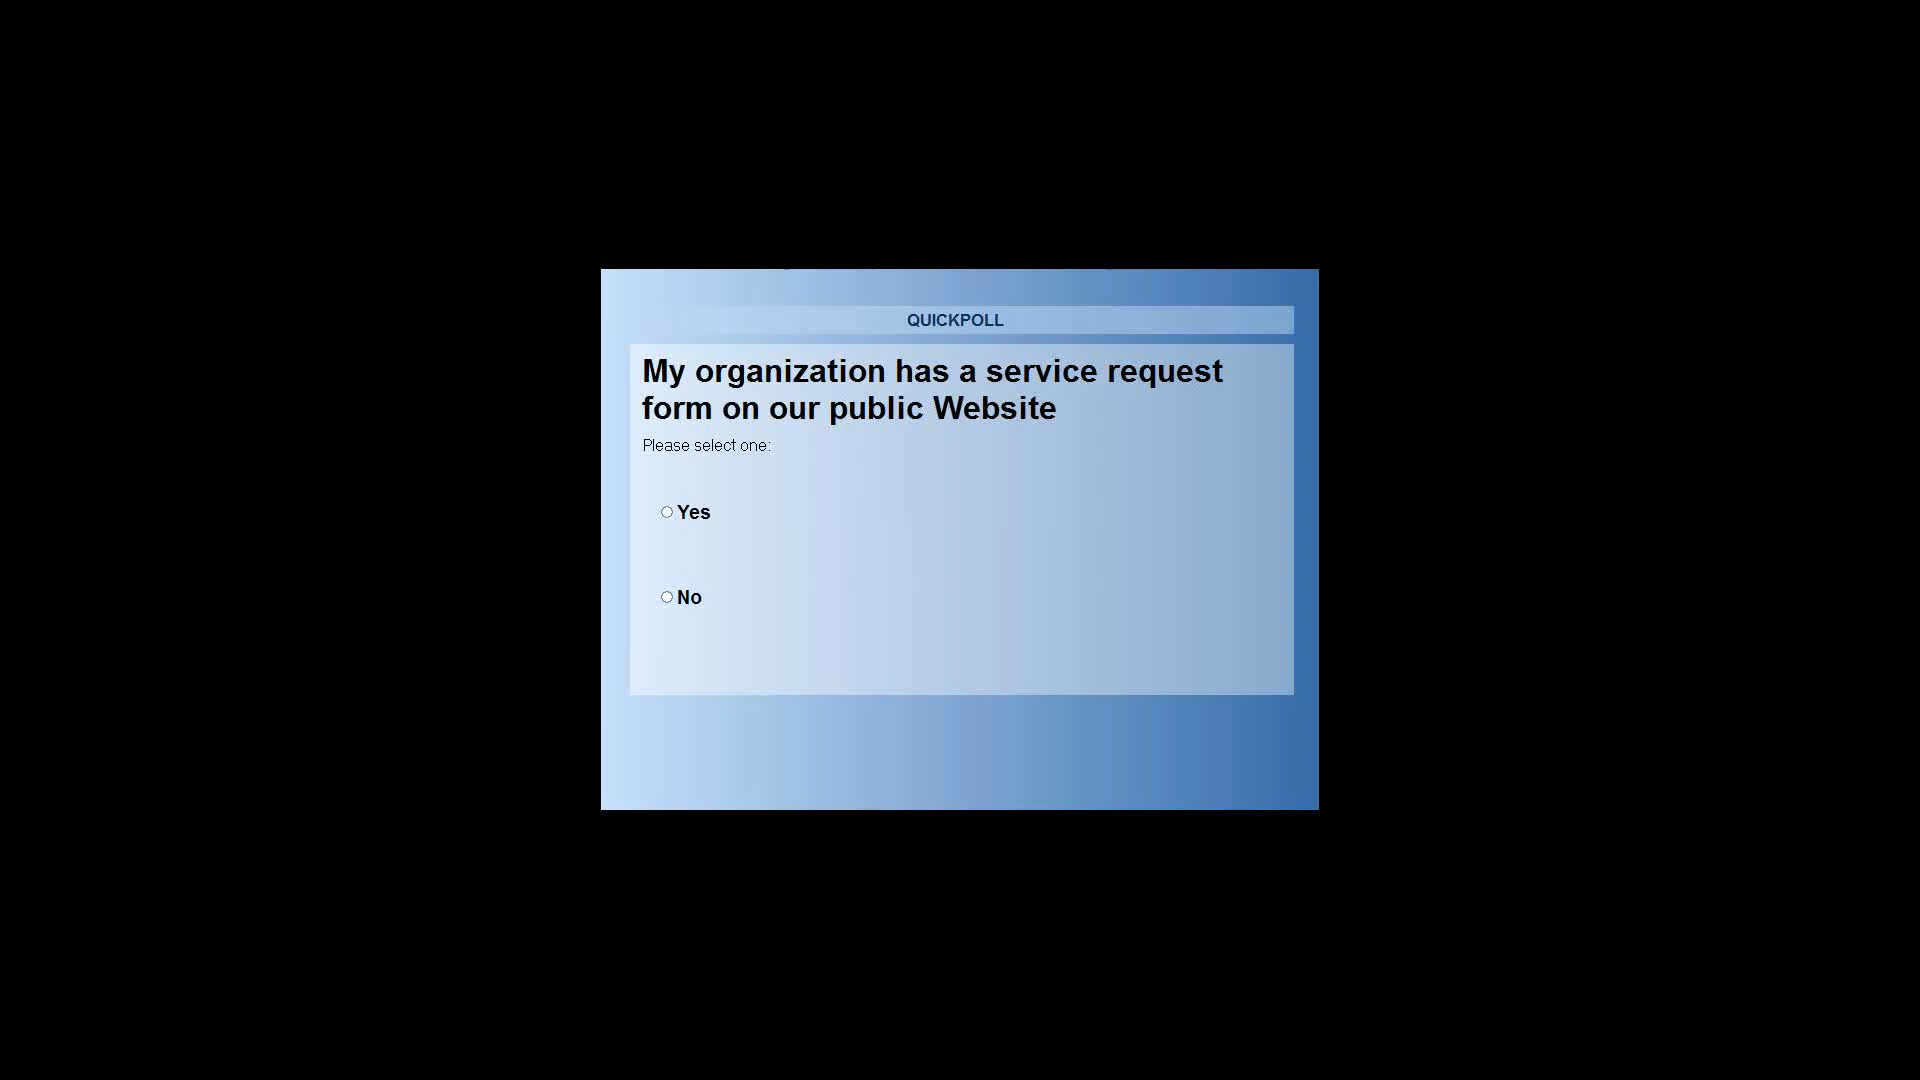 QUICKPOLL
My organization has a service request
form on our public Website
Please select one:
Yes
No